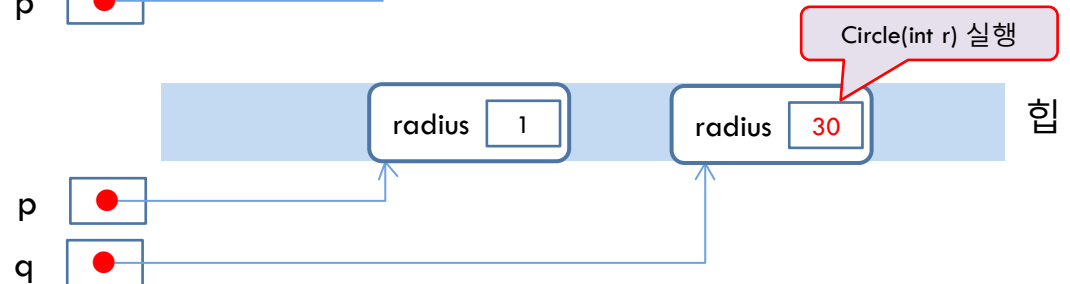 p
Circle(int r) 실행
radius 1
radius 30
힙
p
q